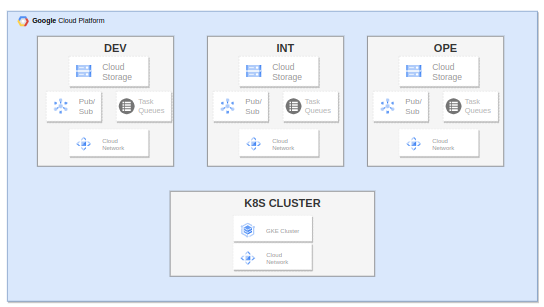 Google Cloud Platform
DEV
Cloud
Storage
Pub/
Sub
Task
Queues
Cloud
Network
INT
Cloud
Storage
Pub/
Sub
Task
Queues
Cloud
Network
OPE
Cloud
Storage
Pub/
Sub
Task
Queues
Cloud
Network
K8S CLUSTER
GKE Cluster
Cloud
Network